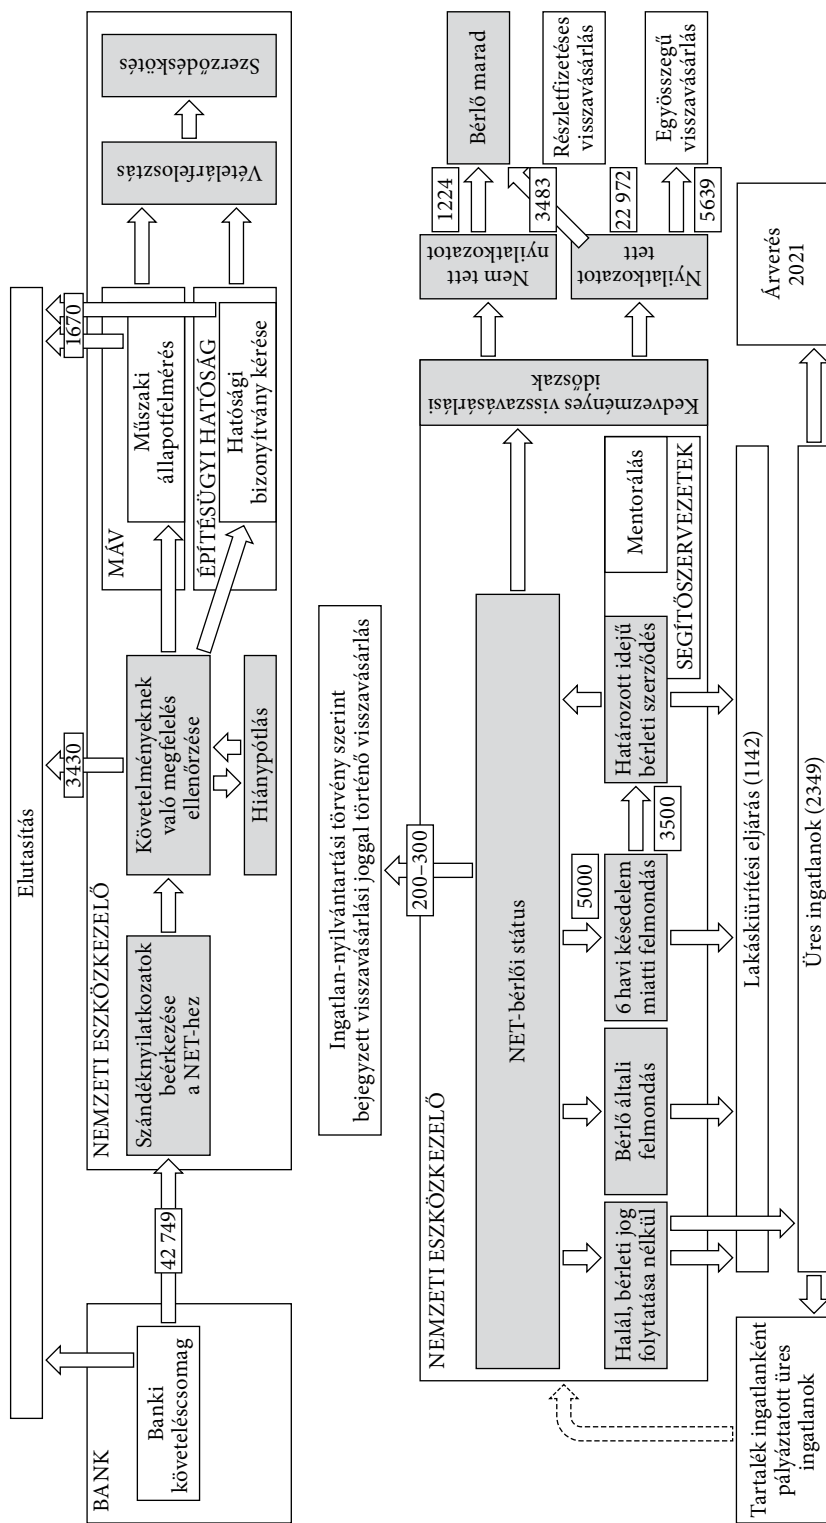 Elutasítás
BANK
Banki
követeléscsomag
42 749
NEMZETI ESZKÖZKEZELŐ
Szándéknyilatkozatok
beérkezése
a NET-hez
Követelményeknek
való megfelelés
ellenőrzése
3430
Hiánypótlás
MÁV
Műszaki
állapotfelmérés
1670
ÉPÍTÉSÜGYI HATÓSÁG
Hatósági
bizonyítvány kérése
Vételárfelosztás
Szerződéskötés
Ingatlan-nyilvántartási törvény szerint
bejegyzett visszavásárlási joggal történő visszavásárlás
200–300
NEMZETI ESZKÖZKEZELŐ
NET-bérlői státus
Halál, bérleti jog
folytatása nélkül
Bérlő általi
felmondás
5000
6 havi késedelem
miatti felmondás
3500
Határozott idejű
bérleti szerződés
Mentorálás
SEGÍTŐSZERVEZETEK
Kedvezményes visszavásárlási
időszak
Nem tett
nyilatkozatot
Nyilatkozatot
tett
1224
3483
22 972
5639
Bérlő marad
Részletfizetéses
visszavásárlás
Egyösszegű
visszavásárlás
Lakáskiürítési eljárás (1142)
Üres ingatlanok (2349)
Tartalék ingatlanként
pályáztatott üres
ingatlanok
Árverés
2021